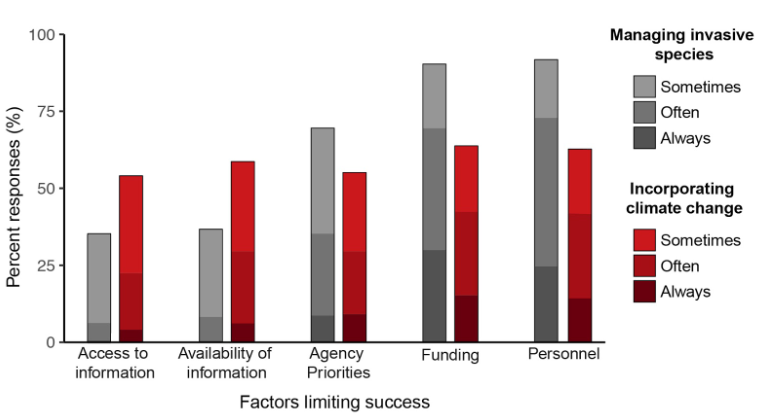 Percent responses (%)
100
75
50
25
0
Access to
information
Availability of
information
Agency
Priorities
Funding
Personnel
Factors limiting success
Managing invasive
species
Sometimes
Often
Always
Incorporating
climate change
Sometimes
Often
Always